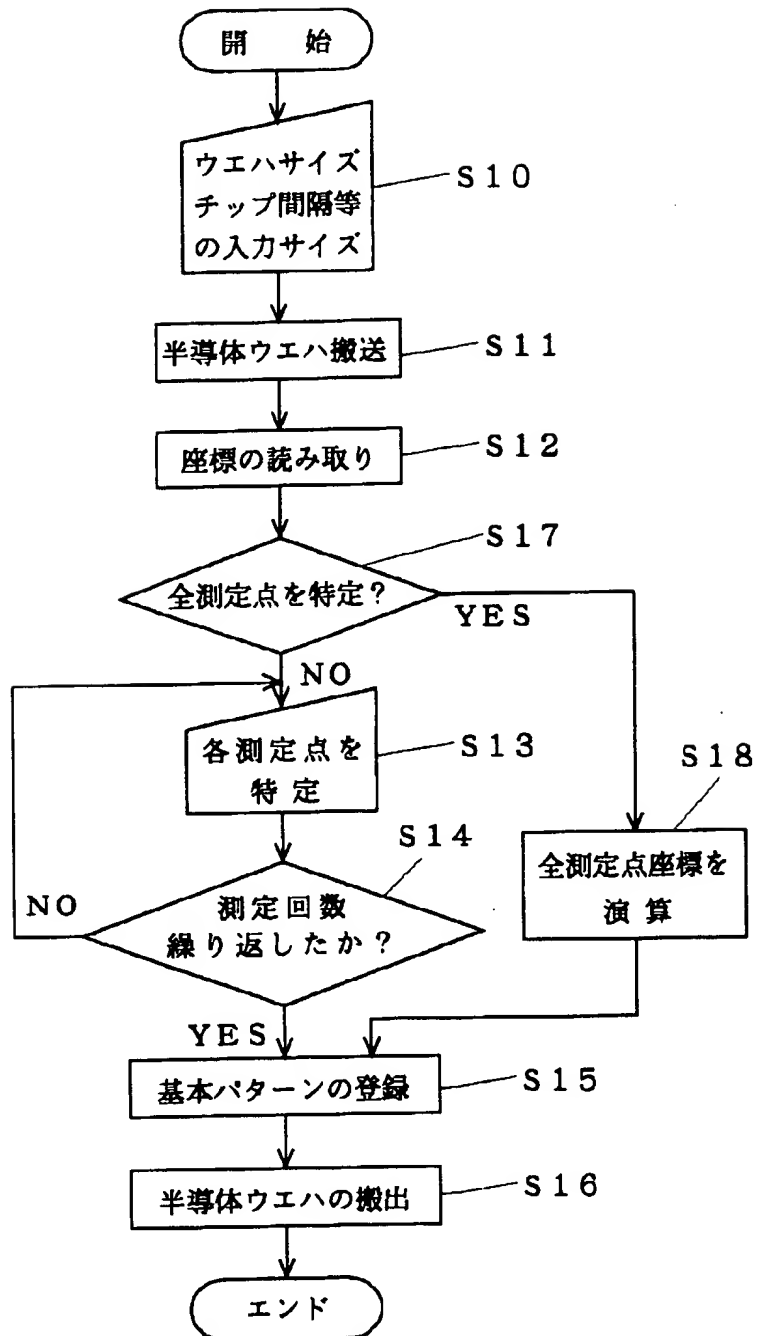 開 始
ウエハサイズ
チップ間隔等
の入力サイズ
S10
半導体ウエハ搬送
S11
座標の読み取り
S12
S17
全測定点を特定?
YES
NO
各測定点を
特定
S13
S18
全測定点座標を
演算
S14
測定回数
繰り返したか?
NO
YES
基本パターンの登録
S15
半導体ウエハの搬出
S16
エンド